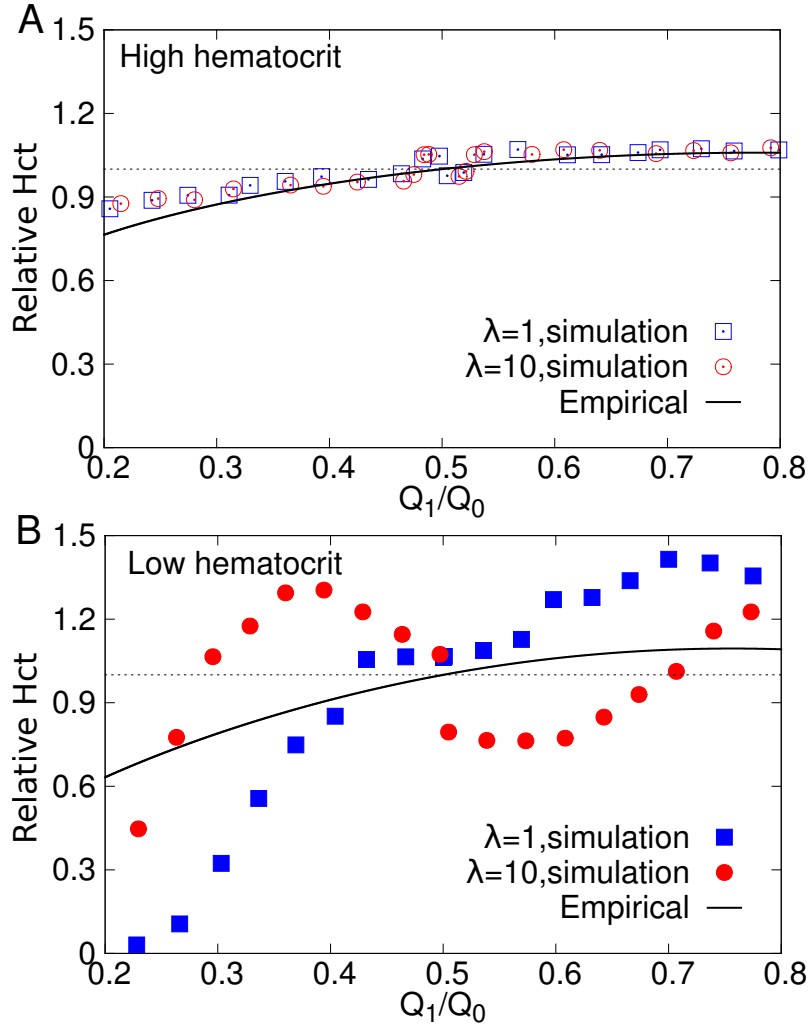 A
High hematocrit
Relative Hct
1.5
1.2
0.9
0.6
0.3
0
λ=1,simulation
λ=10,simulation
Empirical
0.2 0.3 0.4 0.5 0.6 0.7 0.8
Q₁/Q₀
B
Low hematocrit
Relative Hct
1.5
1.2
0.9
0.6
0.3
0
λ=1,simulation
λ=10,simulation
Empirical
0.2 0.3 0.4 0.5 0.6 0.7 0.8
Q₁/Q₀